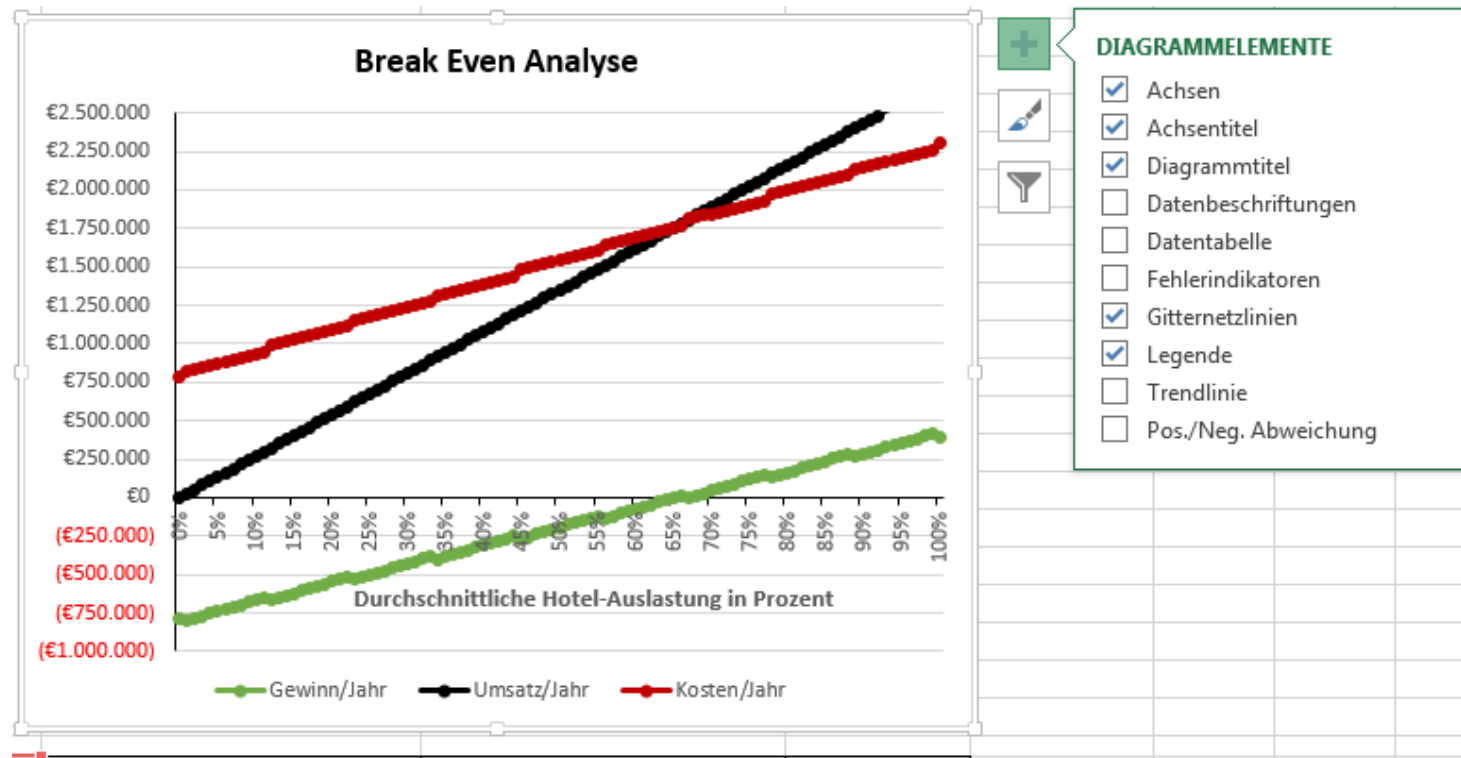 Break Even Analyse
€2.500.000
€2.250.000
€2.000.000
€1.750.000
€1.500.000
€1.250.000
€1.000.000
€750.000
€500.000
€250.000
€0
(€250.000)
(€500.000)
(€750.000)
(€1.000.000)
0%
5%
10%
15%
20%
25%
30%
35%
40%
45%
50%
55%
60%
65%
70%
75%
80%
85%
90%
95%
100%
Durchschnittliche Hotel-Auslastung in Prozent
Gewinn/Jahr
Umsatz/Jahr
Kosten/Jahr
DIAGRAMMELEMENTE
Achsen
Achsentitel
Diagrammtitel
Datenbeschriftungen
Datentabelle
Fehlerindikatoren
Gitternetzlinien
Legende
Trendlinie
Pos./Neg. Abweichung